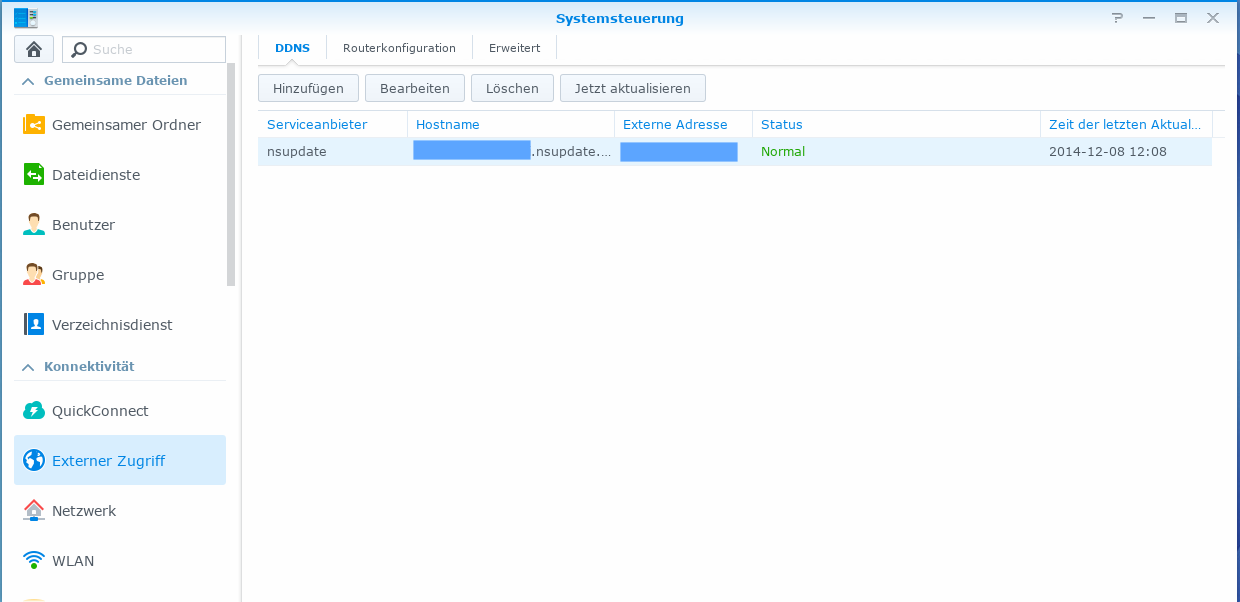 Systemsteuerung
Suche
Gemeinsame Dateien
Gemeinsamer Ordner
Dateidienste
Benutzer
Gruppe
Verzeichnisdienst
Konnektivität
QuickConnect
Externer Zugriff
Netzwerk
WLAN
DDNS Routerkonfiguration Erweitert
Hinzufügen Bearbeiten Löschen Jetzt aktualisieren
Serviceanbieter Hostname Externe Adresse Status Zeit der letzten Aktual...
nsupdate .nsupdate.... Normal 2014-12-08 12:08